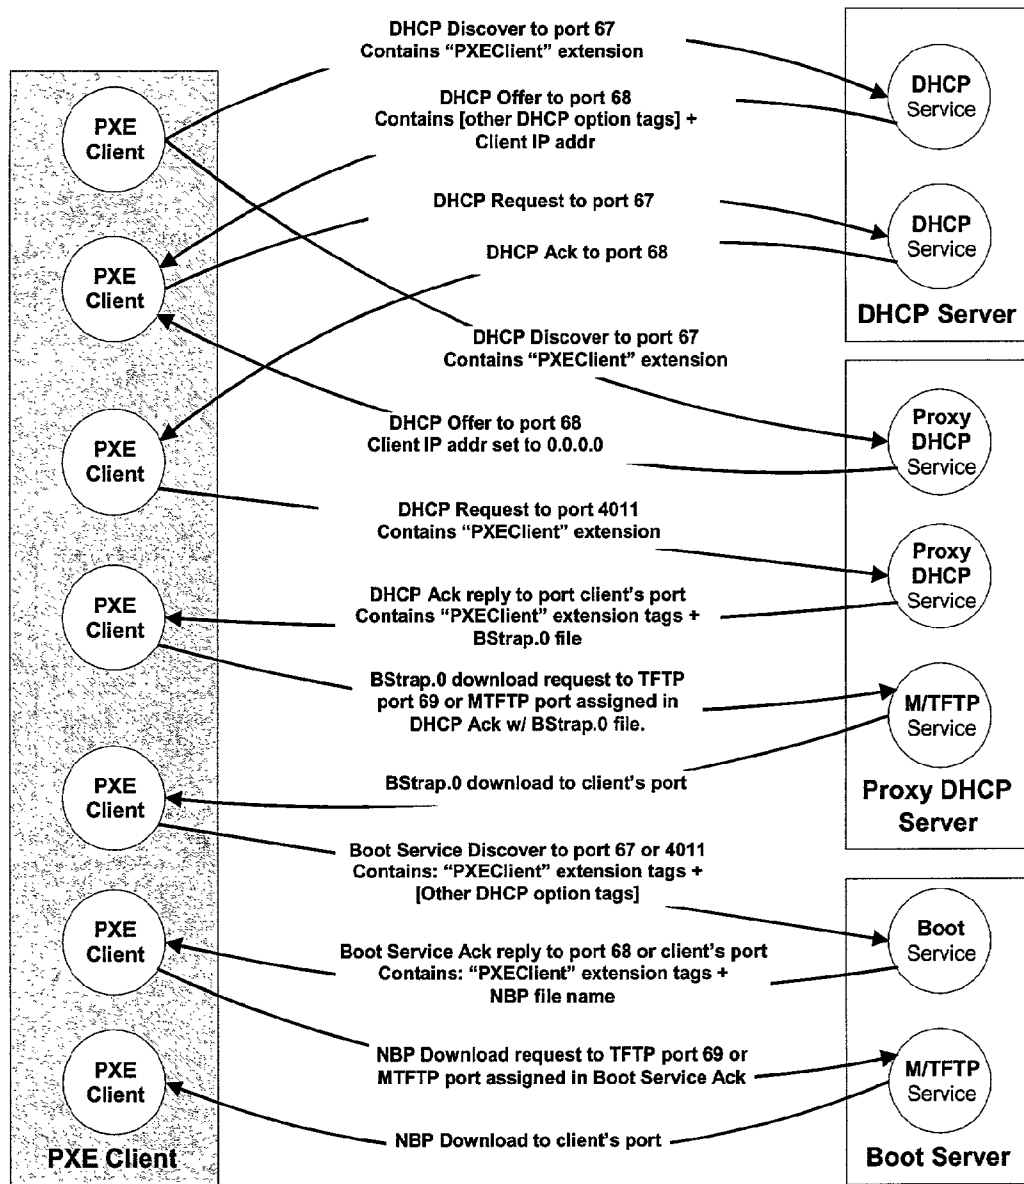 DHCP Discover to port 67
Contains “PXEClient” extension
DHCP
Service
PXE
Client
DHCP Offer to port 68
Contains [other DHCP option tags] +
Client IP addr
DHCP Request to port 67
DHCP
Service
PXE
Client
DHCP Ack to port 68
DHCP Server
DHCP Discover to port 67
Contains “PXEClient” extension
PXE
Client
DHCP Offer to port 68
Client IP addr set to 0.0.0.0
Proxy
DHCP
Service
DHCP Request to port 4011
Contains “PXEClient” extension
Proxy
DHCP
Service
PXE
Client
DHCP Ack reply to port client’s port
Contains “PXEClient” extension tags +
BStrap.0 file
BStrap.0 download request to TFTP
port 69 or MTFTP port assigned in
DHCP Ack w/ BStrap.0 file.
M/TFTP
Service
PXE
Client
BStrap.0 download to client’s port
Proxy DHCP
Server
Boot Service Discover to port 67 or 4011
Contains: “PXEClient” extension tags +
[Other DHCP option tags]
Boot
Service
PXE
Client
Boot Service Ack reply to port 68 or client’s port
Contains: “PXEClient” extension tags +
NBP file name
NBP Download request to TFTP port 69 or
MTFTP port assigned in Boot Service Ack
M/TFTP
Service
PXE
Client
NBP Download to client’s port
PXE Client
Boot Server